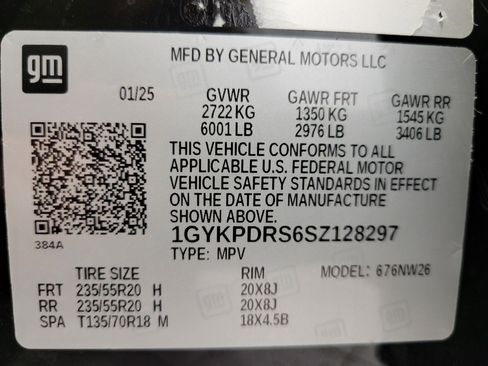 gm
MFD BY GENERAL MOTORS LLC
01/25 GVWR GAWR FRT GAWR RR
2722 KG 1350 KG 1545 KG
6001 LB 2976 LB 3406 LB
THIS VEHICLE CONFORMS TO ALL
APPLICABLE U.S. FEDERAL MOTOR
VEHICLE SAFETY STANDARDS IN EFFECT
ON THE DATE OF MANUFACTURE
SHOWN ABOVE.
384A
1GYKPDRS6SZ128297
TYPE: MPV
TIRE SIZE RIM MODEL: 676NW26
FRT 235/55R20 H 20X8J
RR 235/55R20 H 20X8J
SPA T135/70R18 M 18X4.5B